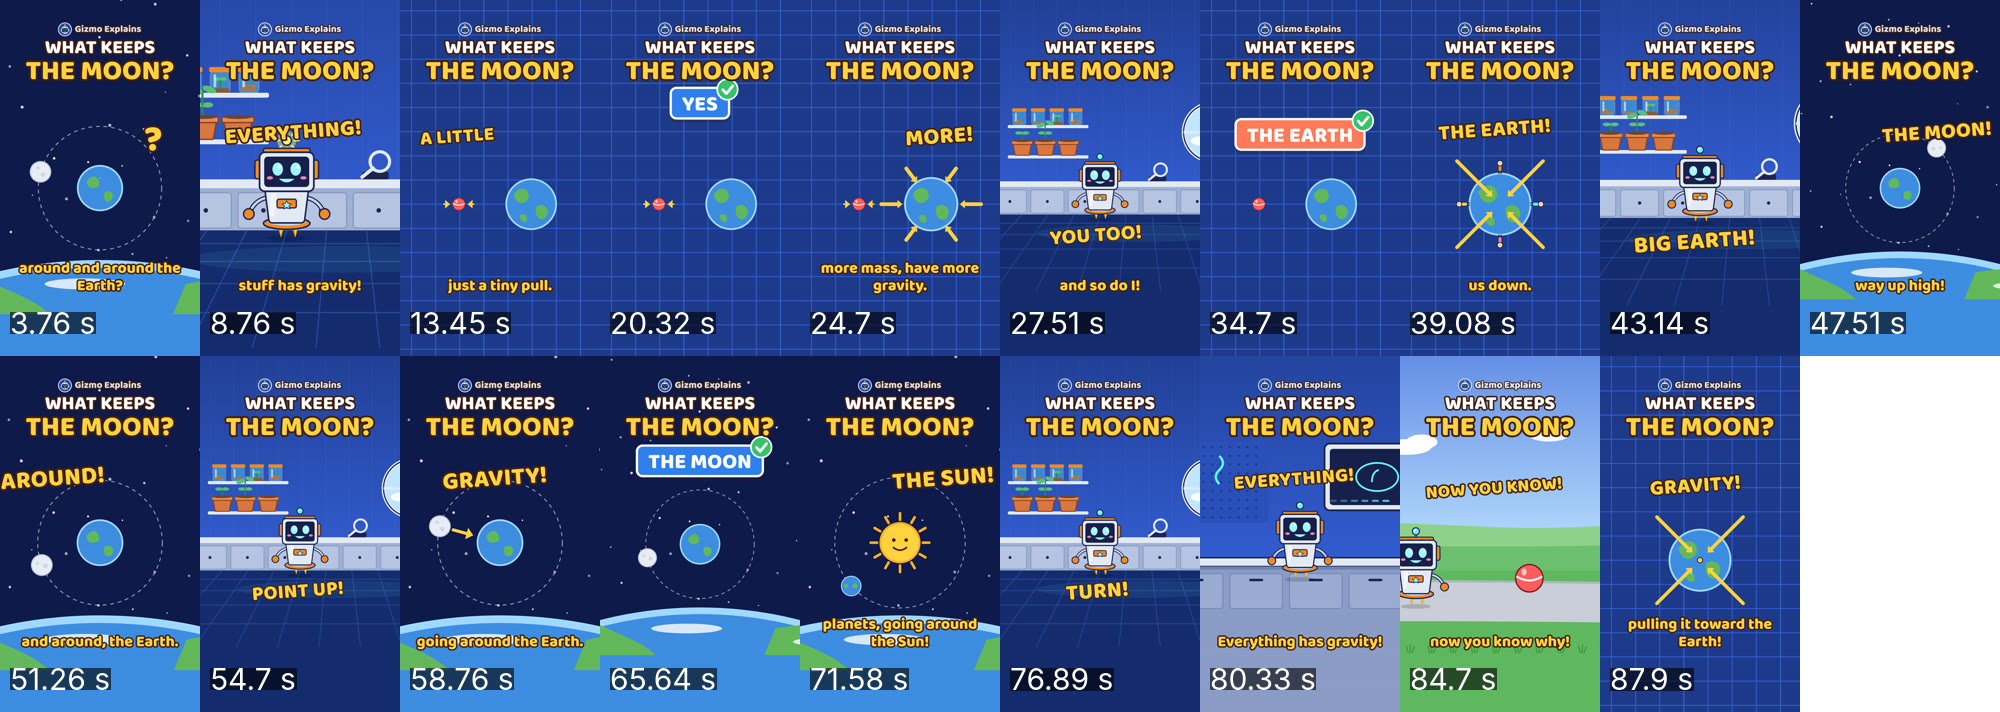 Gizmo Explains
WHAT KEEPS
THE MOON?
?
around and around the
Earth?
3.76 s
Gizmo Explains
WHAT KEEPS
THE MOON?
EVERYTHING!
stuff has gravity!
8.76 s
Gizmo Explains
WHAT KEEPS
THE MOON?
A LITTLE
just a tiny pull.
13.45 s
Gizmo Explains
WHAT KEEPS
THE MOON?
YES
20.32 s
Gizmo Explains
WHAT KEEPS
THE MOON?
MORE!
more mass, have more
gravity.
24.7 s
Gizmo Explains
WHAT KEEPS
THE MOON?
YOU TOO!
and so do I!
27.51 s
Gizmo Explains
WHAT KEEPS
THE MOON?
THE EARTH
34.7 s
Gizmo Explains
WHAT KEEPS
THE MOON?
THE EARTH!
us down.
39.08 s
Gizmo Explains
WHAT KEEPS
THE MOON?
BIG EARTH!
43.14 s
Gizmo Explains
WHAT KEEPS
THE MOON?
THE MOON!
way up high!
47.51 s
Gizmo Explains
WHAT KEEPS
THE MOON?
AROUND!
and around, the Earth.
51.26 s
Gizmo Explains
WHAT KEEPS
THE MOON?
POINT UP!
54.7 s
Gizmo Explains
WHAT KEEPS
THE MOON?
GRAVITY!
going around the Earth.
58.76 s
Gizmo Explains
WHAT KEEPS
THE MOON?
THE MOON
65.64 s
Gizmo Explains
WHAT KEEPS
THE MOON?
THE SUN!
planets, going around
the Sun!
71.58 s
Gizmo Explains
WHAT KEEPS
THE MOON?
TURN!
76.89 s
Gizmo Explains
WHAT KEEPS
THE MOON?
EVERYTHING!
Everything has gravity!
80.33 s
Gizmo Explains
WHAT KEEPS
THE MOON?
NOW YOU KNOW!
now you know why!
84.7 s
Gizmo Explains
WHAT KEEPS
THE MOON?
GRAVITY!
pulling it toward the
Earth!
87.9 s